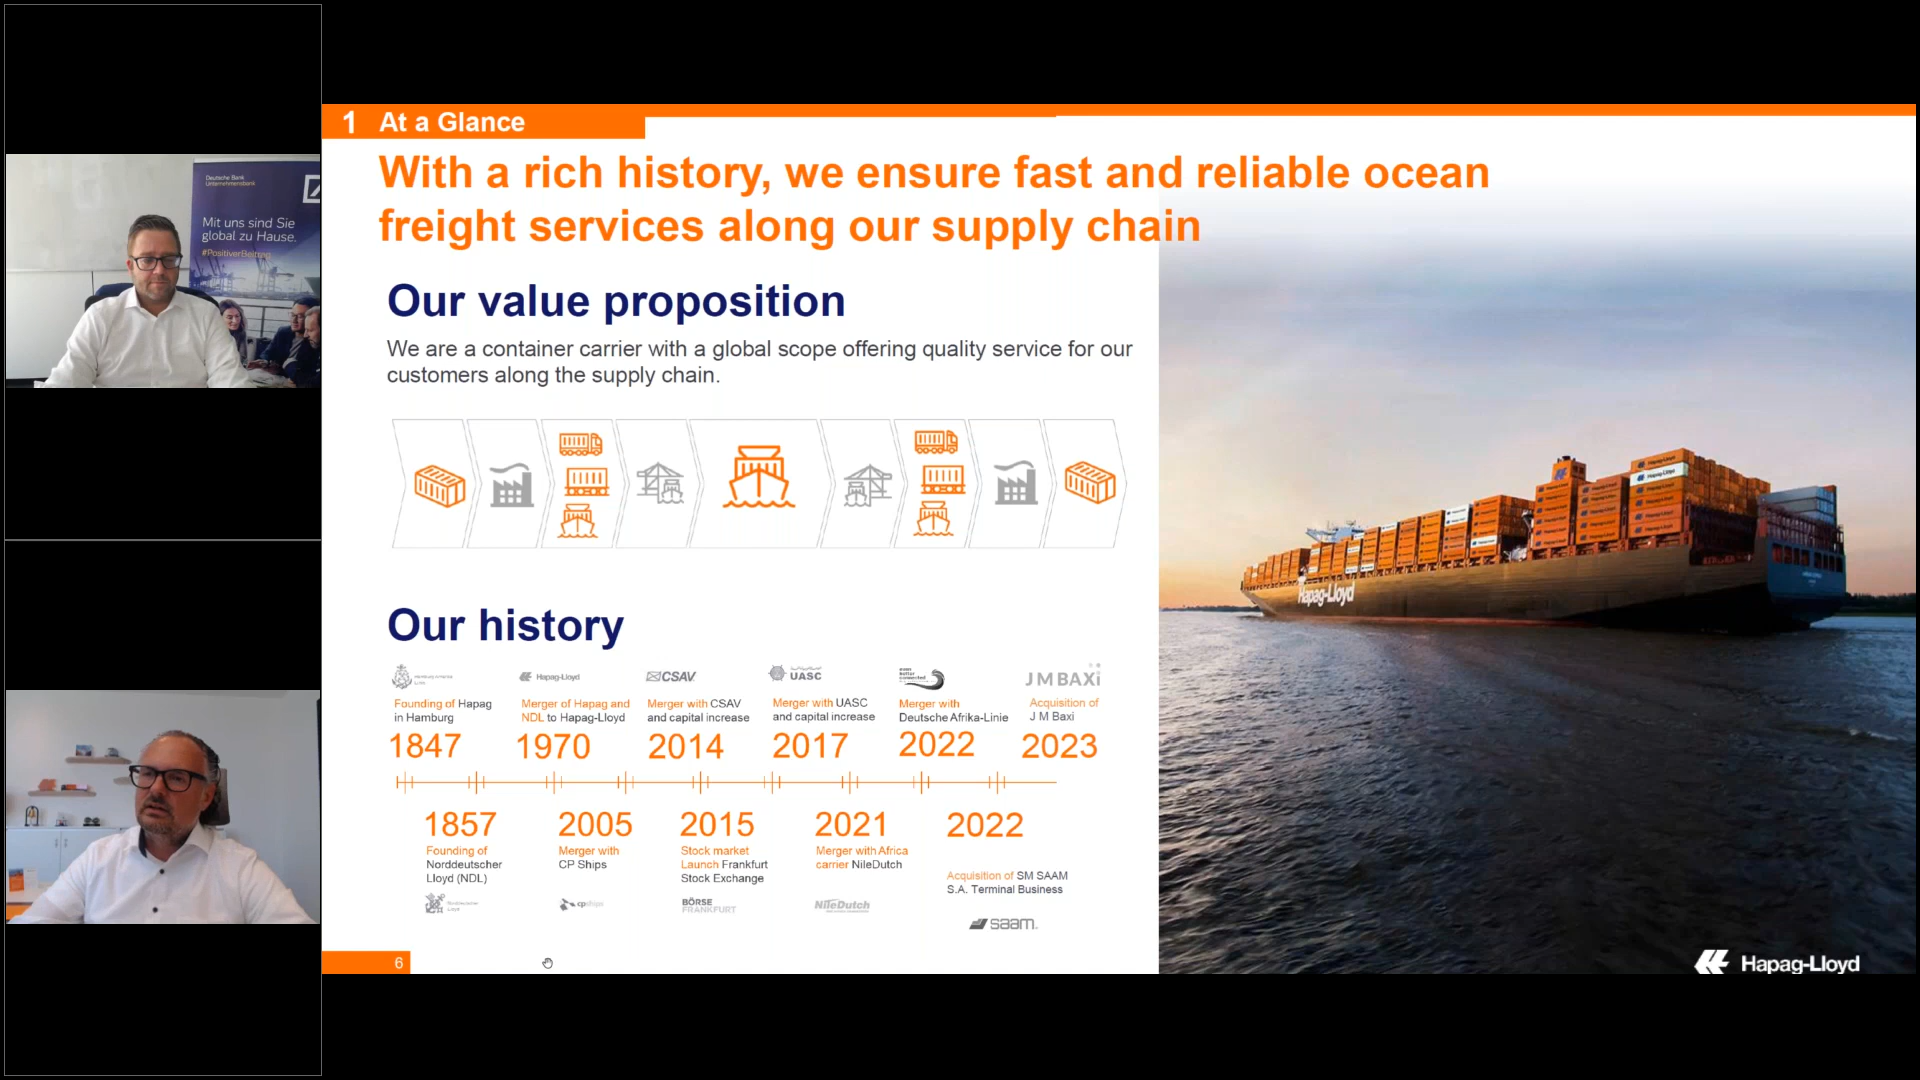 Deutsche Bank
Unternehmensbank
Mit uns sind Sie
global zu Hause.
#PositiverBeitrag
1 At a Glance
With a rich history, we ensure fast and reliable ocean
freight services along our supply chain
Our value proposition
We are a container carrier with a global scope offering quality service for our
customers along the supply chain.
Hapag-Lloyd
Our history
Hapag-Lloyd
CSAV
UASC
J M BAXI
Founding of Hapag
in Hamburg
1847
Merger of Hapag and
NDL to Hapag-Lloyd
1970
Merger with CSAV
and capital increase
2014
Merger with UASC
and capital increase
2017
Merger with
Deutsche Afrika-Linie
2022
Acquisition of
J M Baxi
2023
1857
Founding of
Norddeutscher
Lloyd (NDL)
Norddeutscher
Lloyd
2005
Merger with
CP Ships
cpships
2015
Stock market
Launch Frankfurt
Stock Exchange
BÖRSE
FRANKFURT
2021
Merger with Africa
carrier NileDutch
NileDutch
2022
Acquisition of SM SAAM
S.A. Terminal Business
saam.
6
Hapag-Lloyd